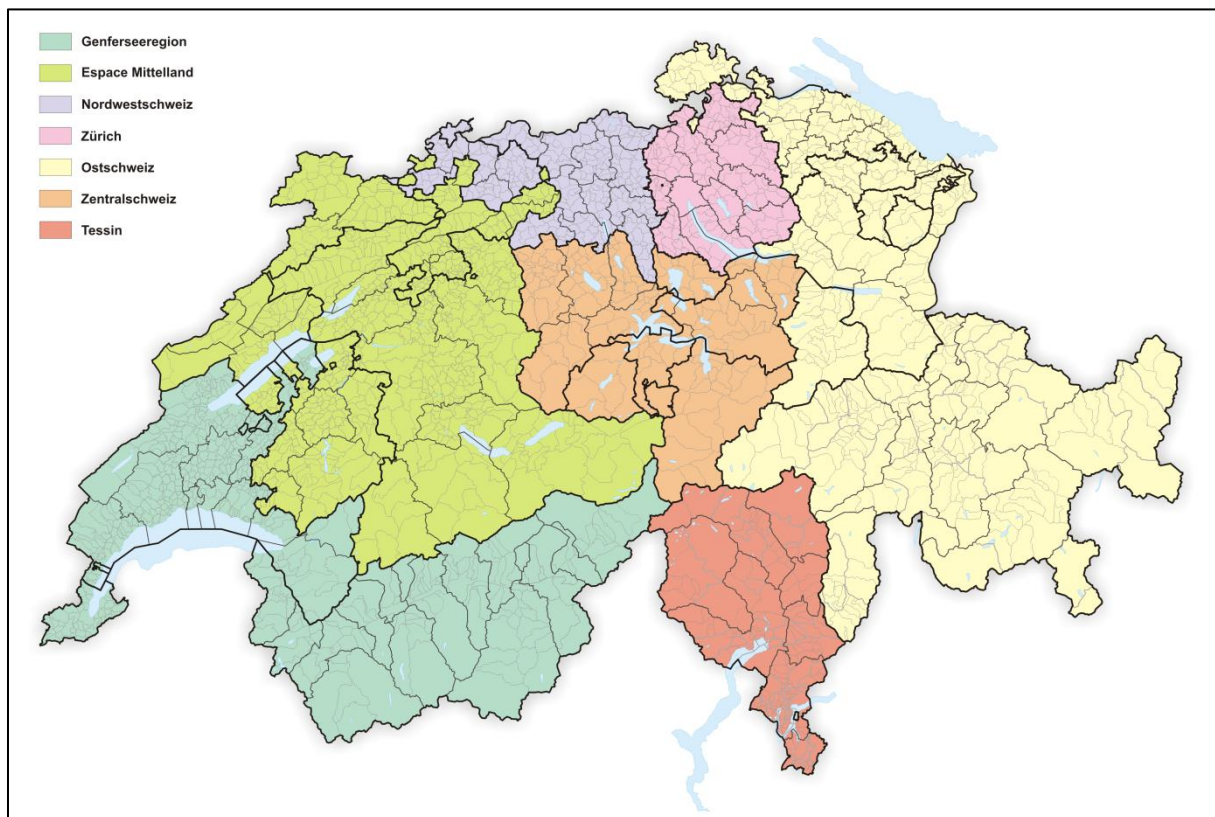 Genferseeregion
Espace Mittelland
Nordwestschweiz
Zürich
Ostschweiz
Zentralschweiz
Tessin